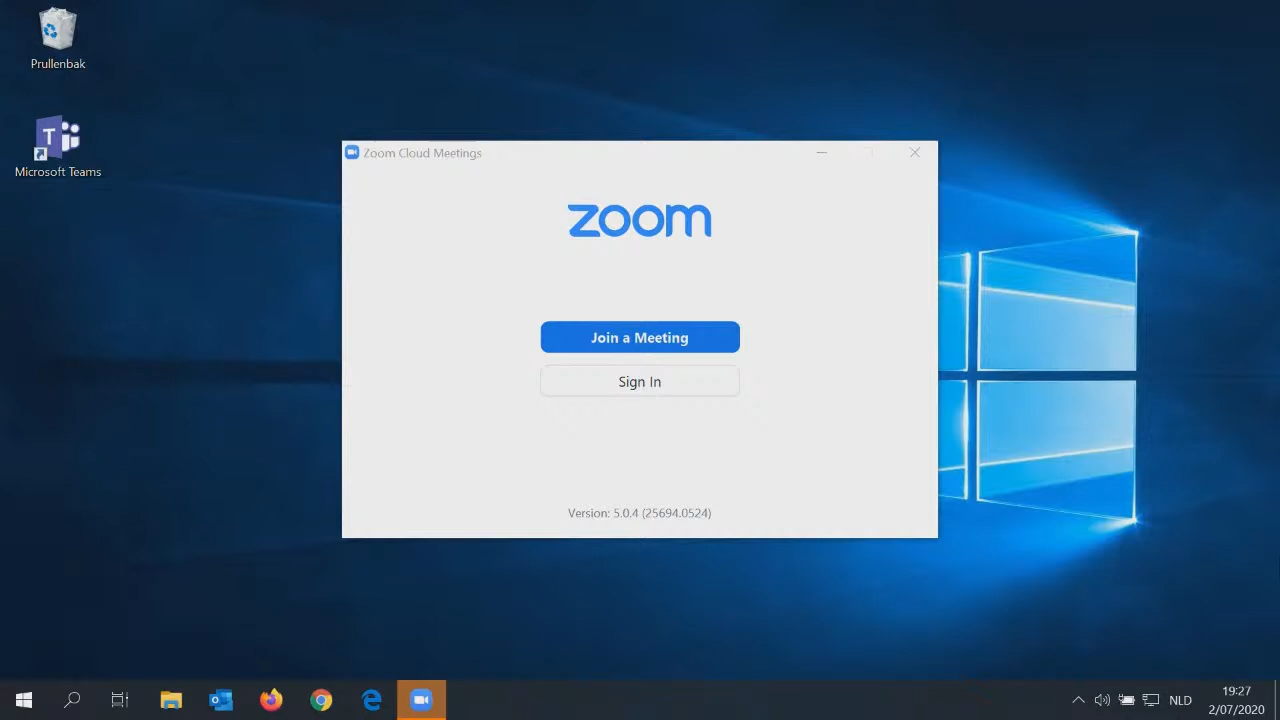 Prullenbak
Microsoft Teams
Zoom Cloud Meetings
zoom
Join a Meeting
Sign In
Version: 5.0.4 (25694.0524)
NLD
19:27
2/07/2020